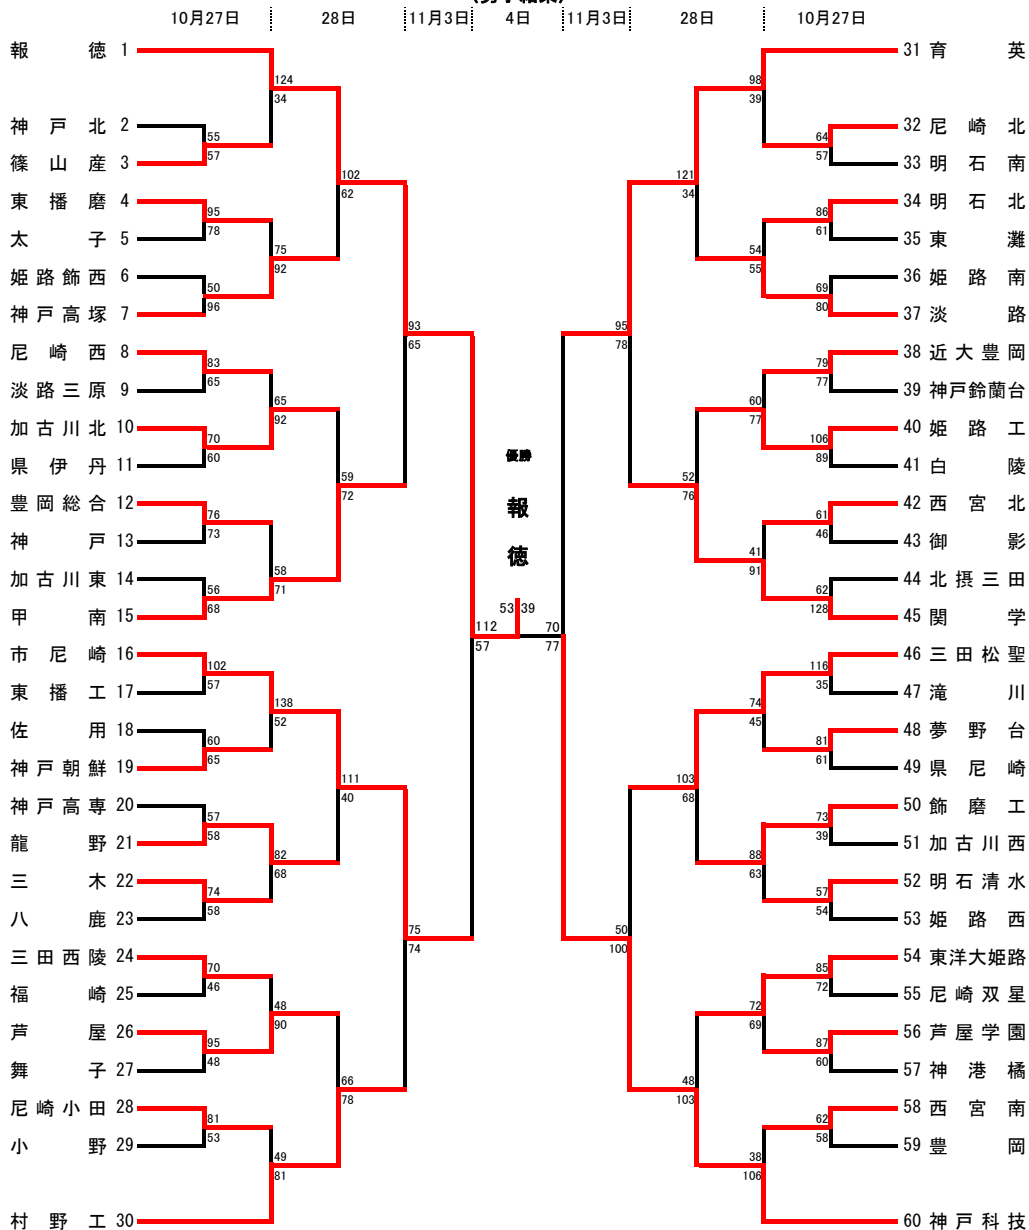 10月27日 28日 11月3日 4日 11月3日 28日 10月27日
報徳 1
神戸北 2
篠山産 3
東播磨 4
太子 5
姫路飾西 6
神戸高塚 7
尼崎西 8
淡路三原 9
加古川北 10
県伊丹 11
豊岡総合 12
神戸 13
加古川東 14
甲南 15
市尼崎 16
東播工 17
佐用 18
神戸朝鮮 19
神戸高専 20
龍野 21
三木 22
八鹿 23
三田西陵 24
福崎 25
芦屋 26
舞子 27
尼崎小田 28
小野 29
村野工 30
55
57
95
78
50
96
83
65
70
60
76
73
56
68
102
57
60
65
57
58
74
58
70
46
95
48
81
53
124
34
75
92
65
92
58
71
138
52
82
68
48
90
49
81
102
62
59
72
111
40
66
78
93
65
75
74
112
57
優勝
報
徳
53 39
70
77
95
78
50
100
121
34
52
76
103
68
48
103
98
39
54
55
60
77
41
91
74
45
88
63
72
69
38
106
64
57
86
61
69
80
79
77
106
89
61
46
62
128
116
35
81
61
73
39
57
54
85
72
87
60
62
58
31 育英
32 尼崎北
33 明石南
34 明石北
35 東灘
36 姫路南
37 淡路
38 近大豊岡
39 神戸鈴蘭台
40 姫路工
41 白陵
42 西宮北
43 御影
44 北摂三田
45 関学
46 三田松聖
47 滝川
48 夢野台
49 県尼崎
50 飾磨工
51 加古川西
52 明石清水
53 姫路西
54 東洋大姫路
55 尼崎双星
56 芦屋学園
57 神港橘
58 西宮南
59 豊岡
60 神戸科技